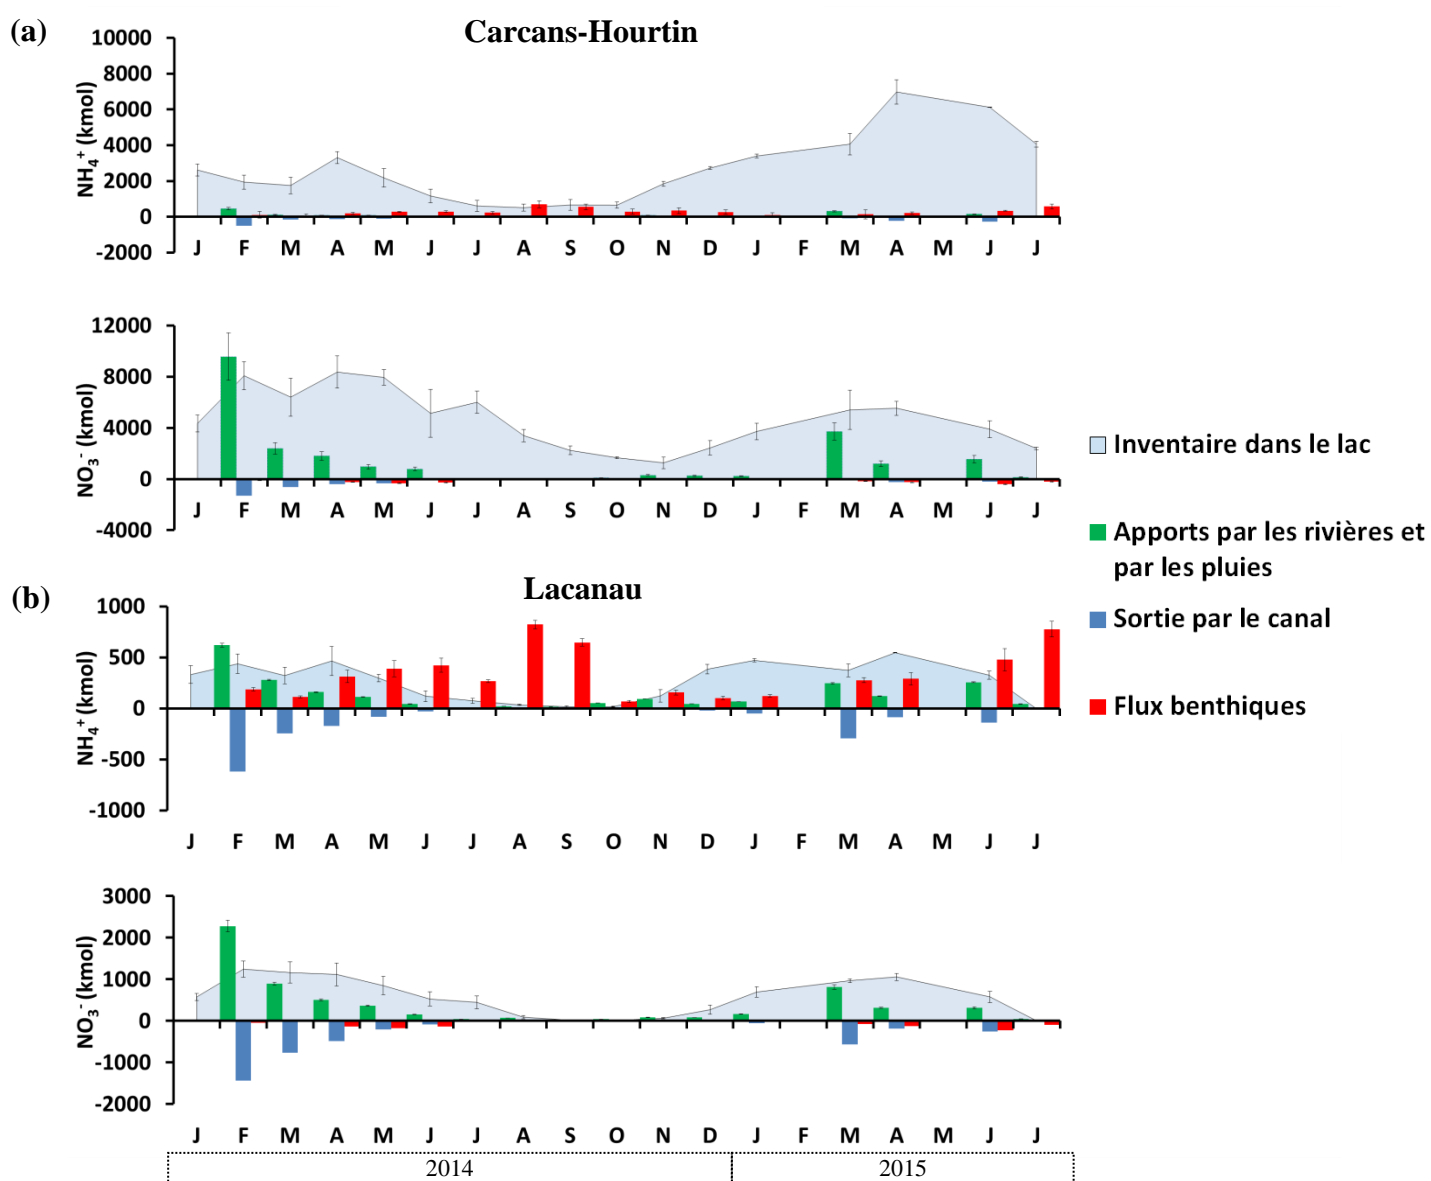 (a)
Carcans-Hourtin
10000
8000
6000
4000
2000
0
-2000
NH4+ (kmol)
J F M A M J J A S O N D J F M A M J J
12000
8000
4000
0
-4000
NO3- (kmol)
J F M A M J J A S O N D J F M A M J J
Inventaire dans le lac
Apports par les rivières et
par les pluies
Sortie par le canal
Flux benthiques
(b)
Lacanau
1000
500
0
-500
-1000
NH4+ (kmol)
J F M A M J J A S O N D J F M A M J J
3000
2000
1000
0
-1000
-2000
NO3- (kmol)
J F M A M J J A S O N D J F M A M J J
2014 2015